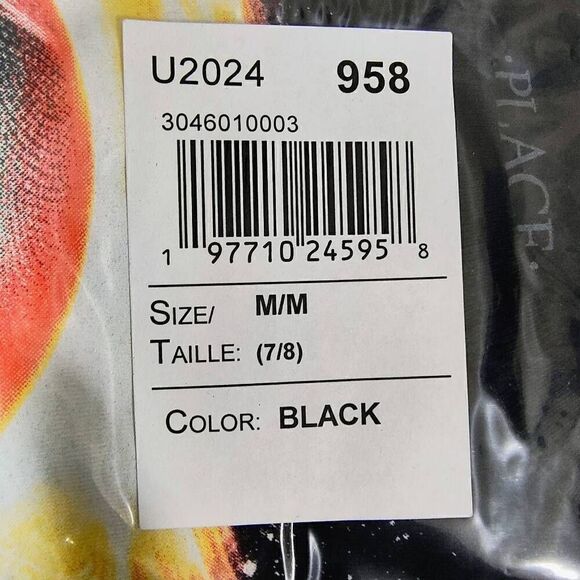 U2024 958
3046010003
1 97710 24595 8
SIZE/ M/M
TAILLE: (7/8)
COLOR: BLACK
·PLACE·